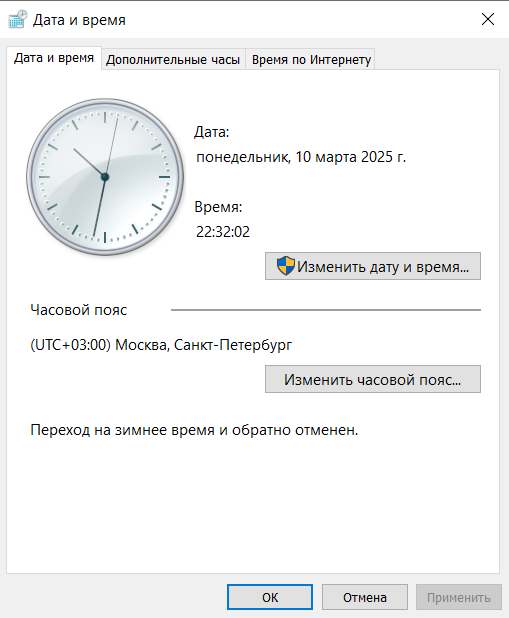 Дата и время
Дата и время
Дополнительные часы
Время по Интернету
Дата:
понедельник, 10 марта 2025 г.
Время:
22:32:02
Изменить дату и время...
Часовой пояс
(UTC+03:00) Москва, Санкт-Петербург
Изменить часовой пояс...
Переход на зимнее время и обратно отменен.
ОК
Отмена
Применить